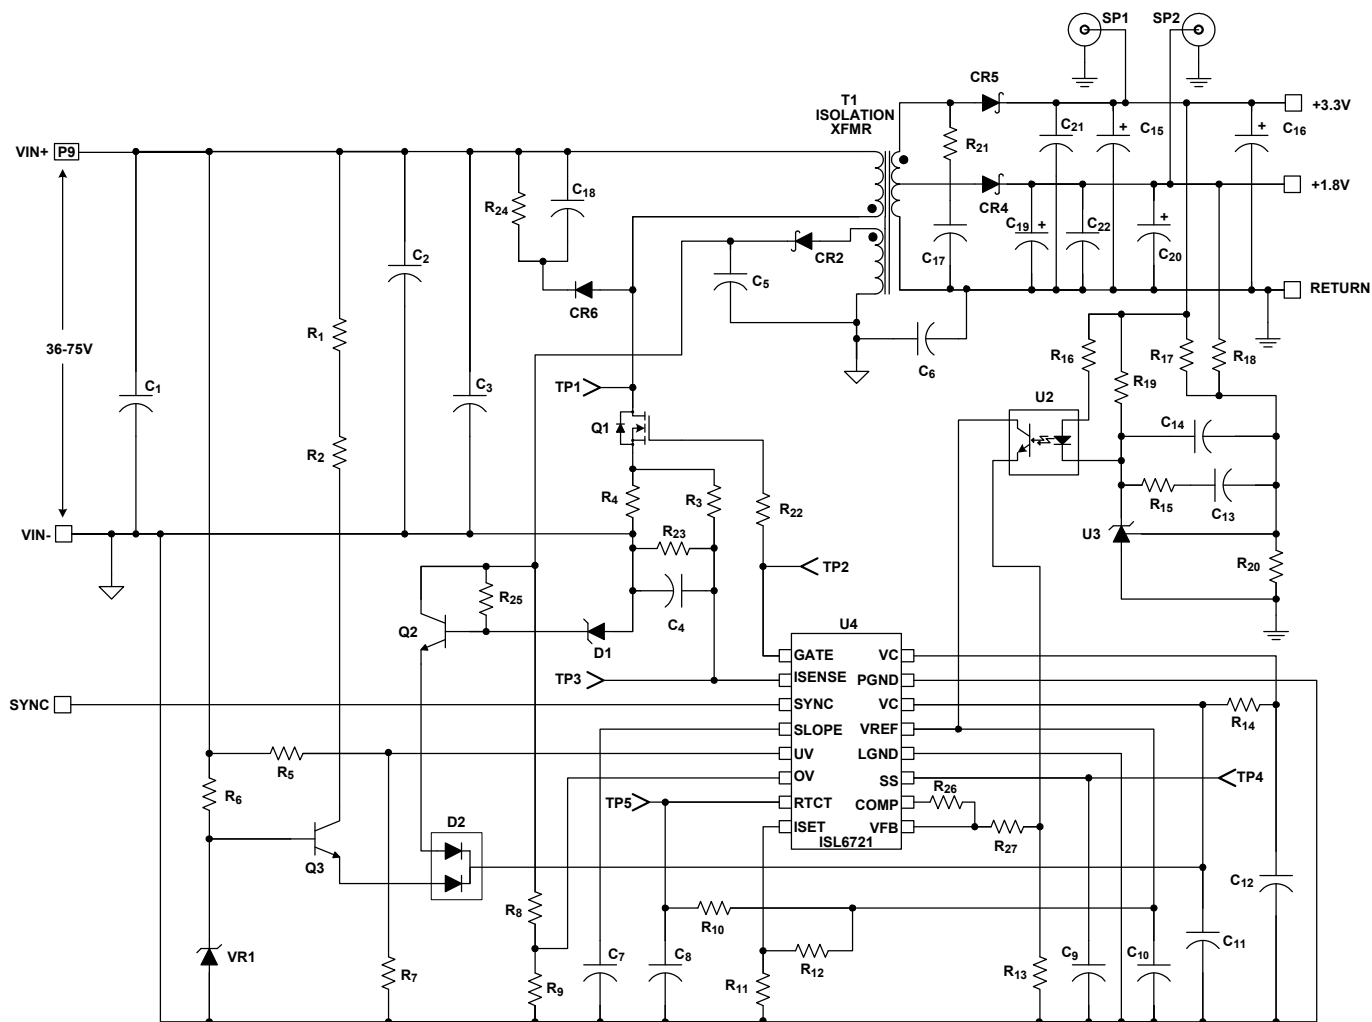 SP1
SP2
CR5
T1
ISOLATION
XFMR
+3.3V
C21
C15
+
C16
+
R21
VIN+
P9
C18
R24
+1.8V
CR4
C19
+
C22
+
C20
C17
CR2
C2
C5
RETURN
CR6
R1
36-75V
C6
R16
R17
R18
C1
C3
TP1
R19
U2
Q1
C14
R2
R4
R3
R22
R15
C13
VIN-
R23
U3
TP2
R20
R25
C4
Q2
D1
U4
GATE
VC
TP3
ISENSE
PGND
SYNC
SYNC
VC
R14
SLOPE
VREF
UV
LGND
R5
OV
SS
TP4
R6
R26
TP5
RTCT
COMP
D2
ISET
VFB
ISL6721
R27
Q3
C12
R8
R10
C11
VR1
R7
C7
C8
R12
C9
C10
R9
R11
R13